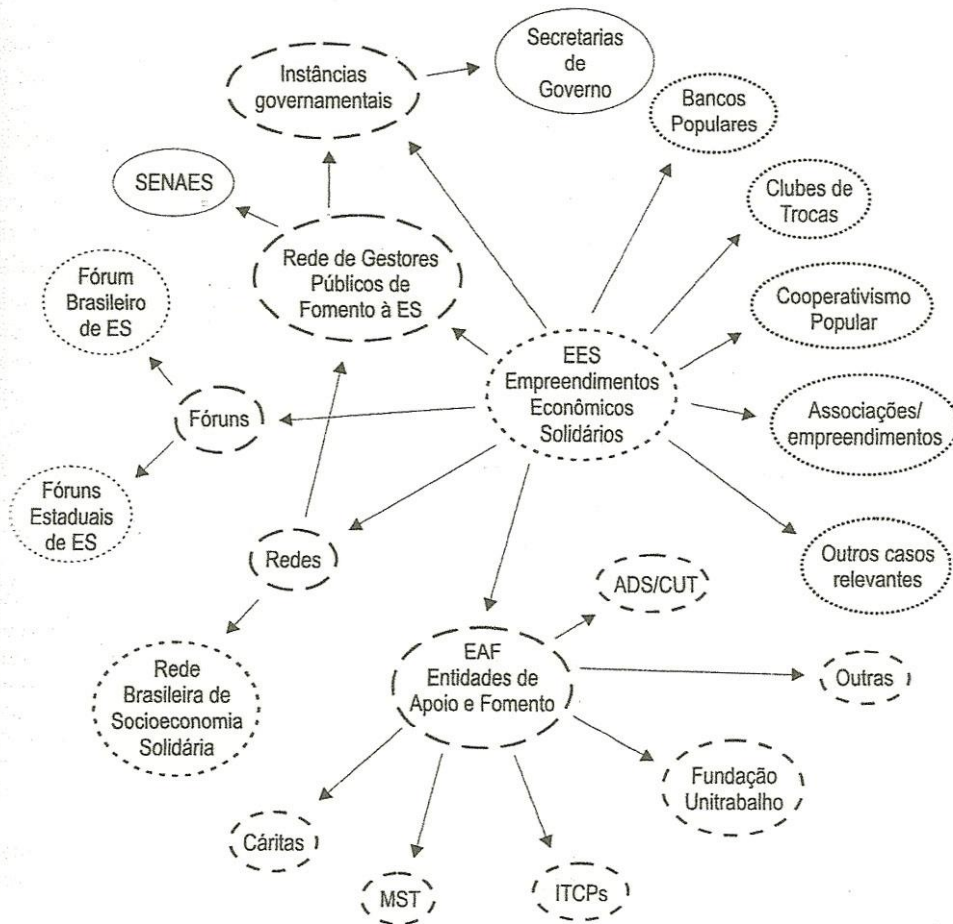 Secretarias
de
Governo
Instâncias
governamentais
Bancos
Populares
SENAES
Clubes de
Trocas
Rede de Gestores
Públicos de
Fomento à ES
Fórum
Brasileiro
de ES
Cooperativismo
Popular
EES
Empreendimentos
Econômicos
Solidários
Fóruns
Associações/
empreendimentos
Fóruns
Estaduais
de ES
Redes
Outros casos
relevantes
ADS/CUT
EAF
Entidades de
Apoio e Fomento
Outras
Rede
Brasileira de
Socioeconomia
Solidária
Fundação
Unitrabalho
Cáritas
MST
ITCPs